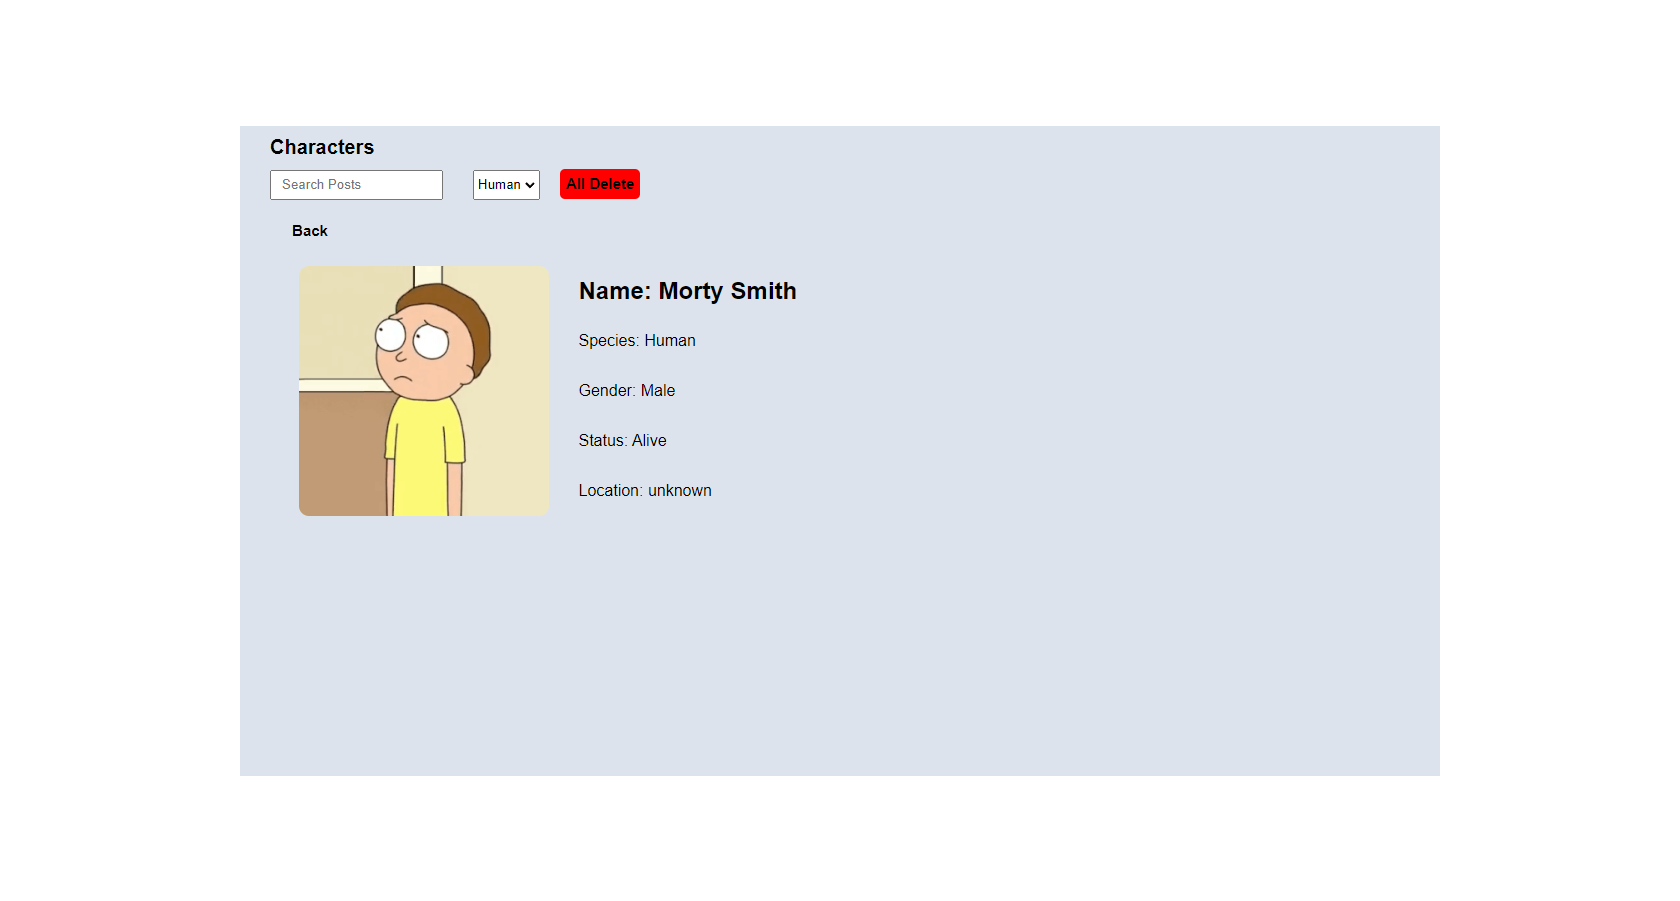 Characters
Search Posts Human All Delete
Back
Name: Morty Smith
Species: Human
Gender: Male
Status: Alive
Location: unknown